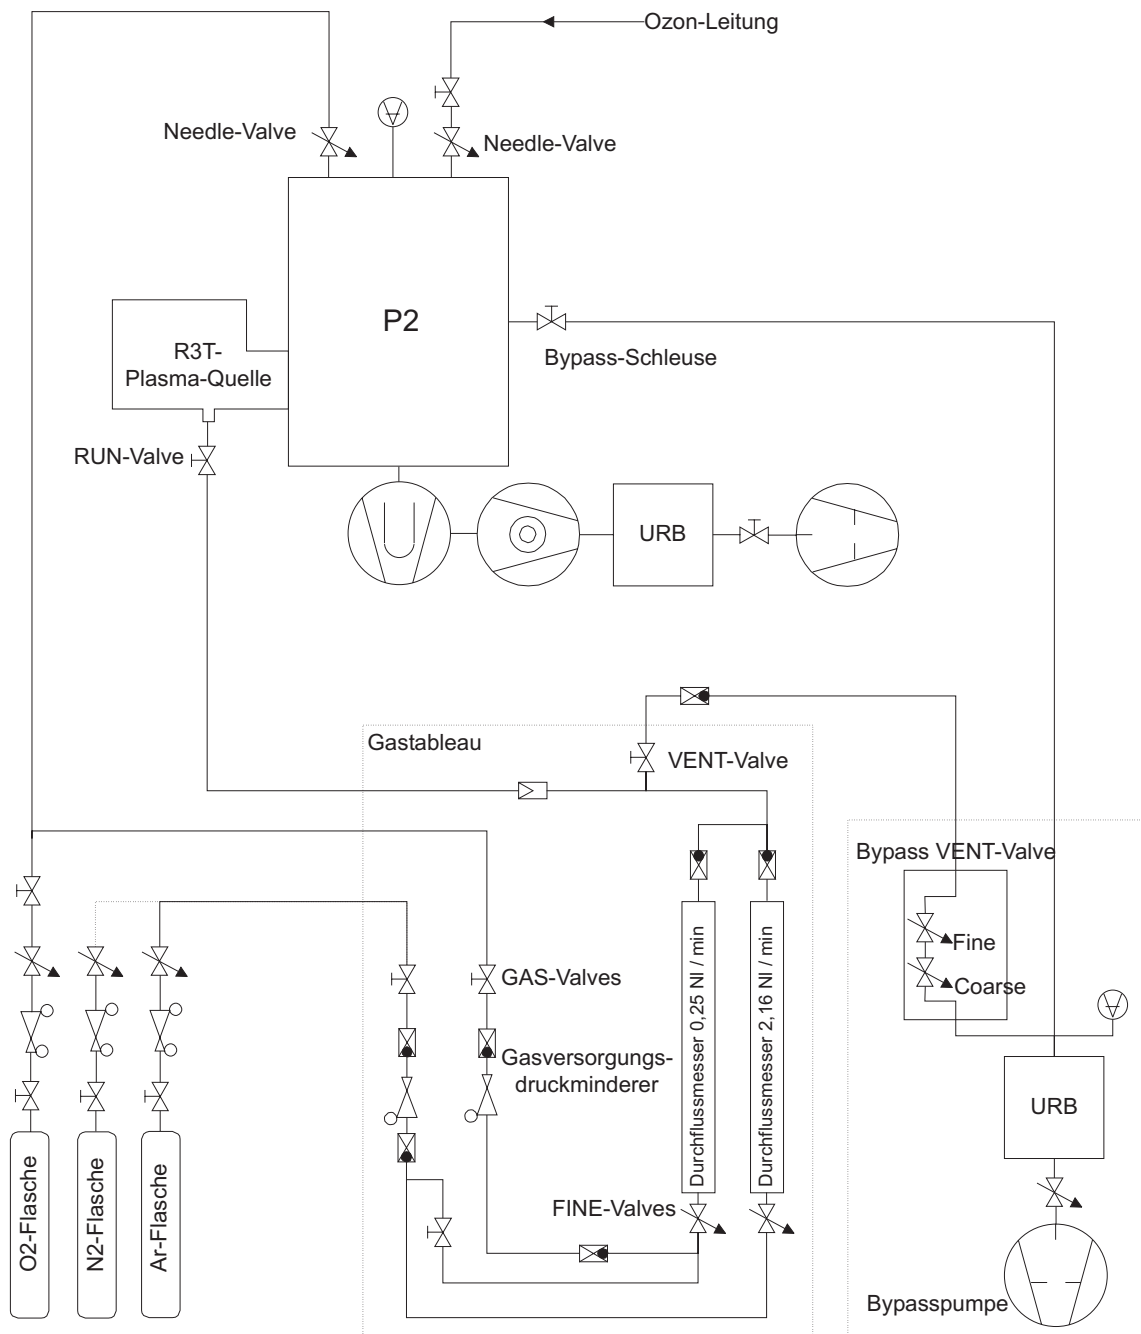 Ozon-Leitung
Needle-Valve
Needle-Valve
P2
R3T-
Plasma-Quelle
Bypass-Schleuse
RUN-Valve
URB
Gastableau
VENT-Valve
Bypass VENT-Valve
Fine
Coarse
GAS-Valves
Gasversorgungs-
druckminderer
Durchflussmesser 0,25 Nl / min
Durchflussmesser 2,16 Nl / min
URB
O2-Flasche
N2-Flasche
Ar-Flasche
FINE-Valves
Bypasspumpe